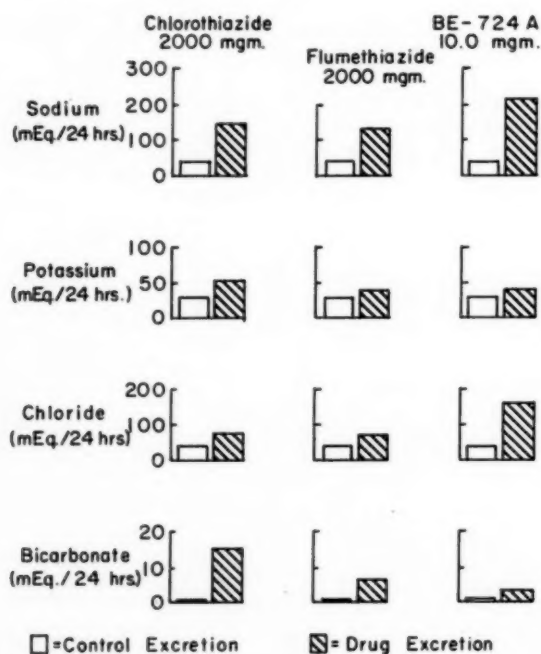 Chlorothiazide
2000 mgm.
Flumethiazide
2000 mgm.
BE-724 A
10.0 mgm.
Sodium
(mEq./24 hrs.)
300
200
100
0
Potassium
(mEq./24 hrs.)
100
50
0
Chloride
(mEq./24 hrs)
200
100
0
Bicarbonate
(mEq./ 24 hrs)
20
10
0
=Control Excretion
= Drug Excretion